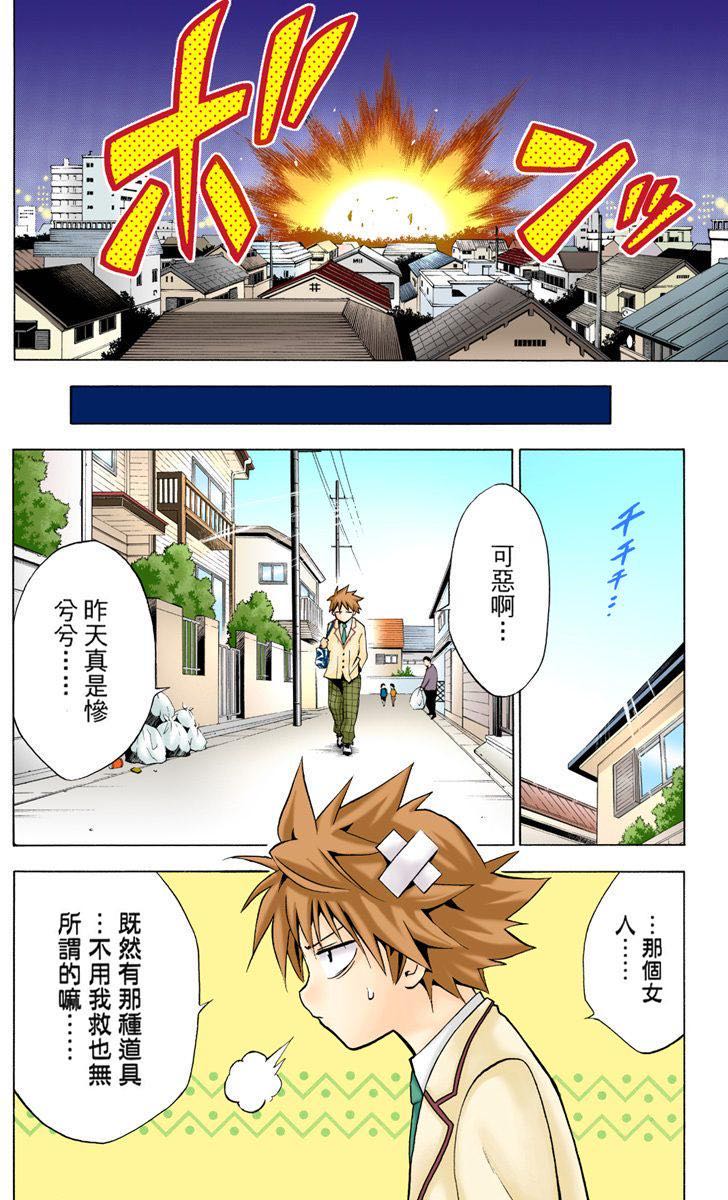 ボンッ
チチチ…
可惡啊…
昨天真是慘
兮兮……
…那個女
人……
既然有那種道具
…不用我救也無
所謂的嘛……